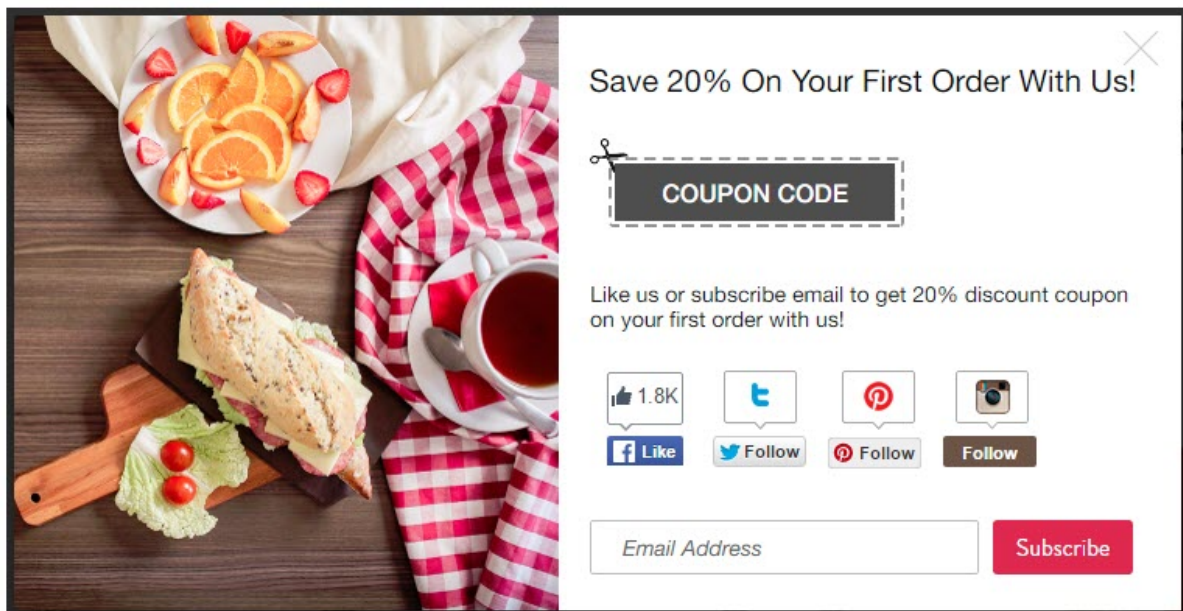 Save 20% On Your First Order With Us!
COUPON CODE
Like us or subscribe email to get 20% discount coupon
on your first order with us!
1.8K
Like
Follow
Follow
Follow
Email Address
Subscribe